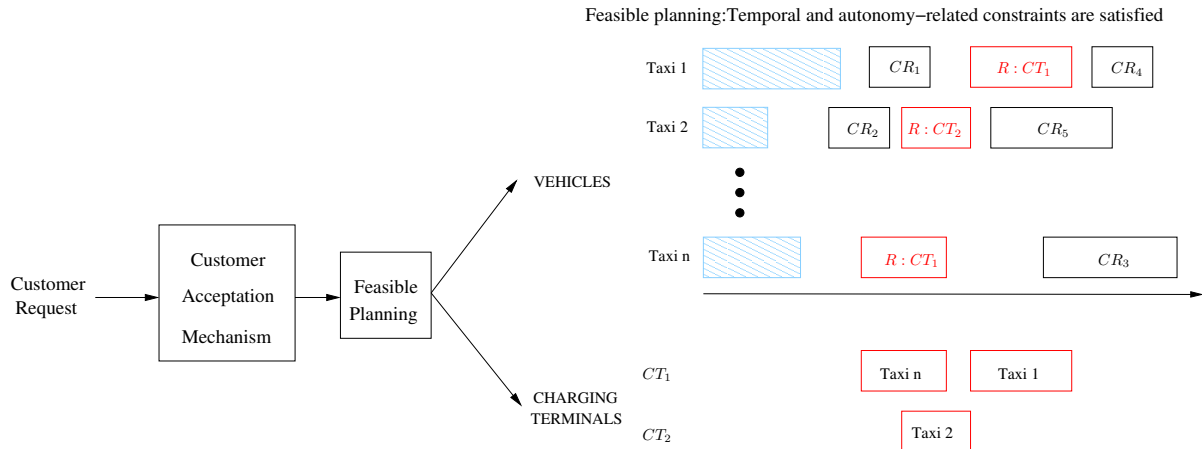 Feasible planning:Temporal and autonomy−related constraints are satisfied
Taxi 1
CR₁
R : CT₁
CR₄
Taxi 2
CR₂
R : CT₂
CR₅
VEHICLES
Taxi n
R : CT₁
CR₃
Customer
Request
Customer
Acceptation
Mechanism
Feasible
Planning
CHARGING
TERMINALS
CT₁
Taxi n
Taxi 1
CT₂
Taxi 2